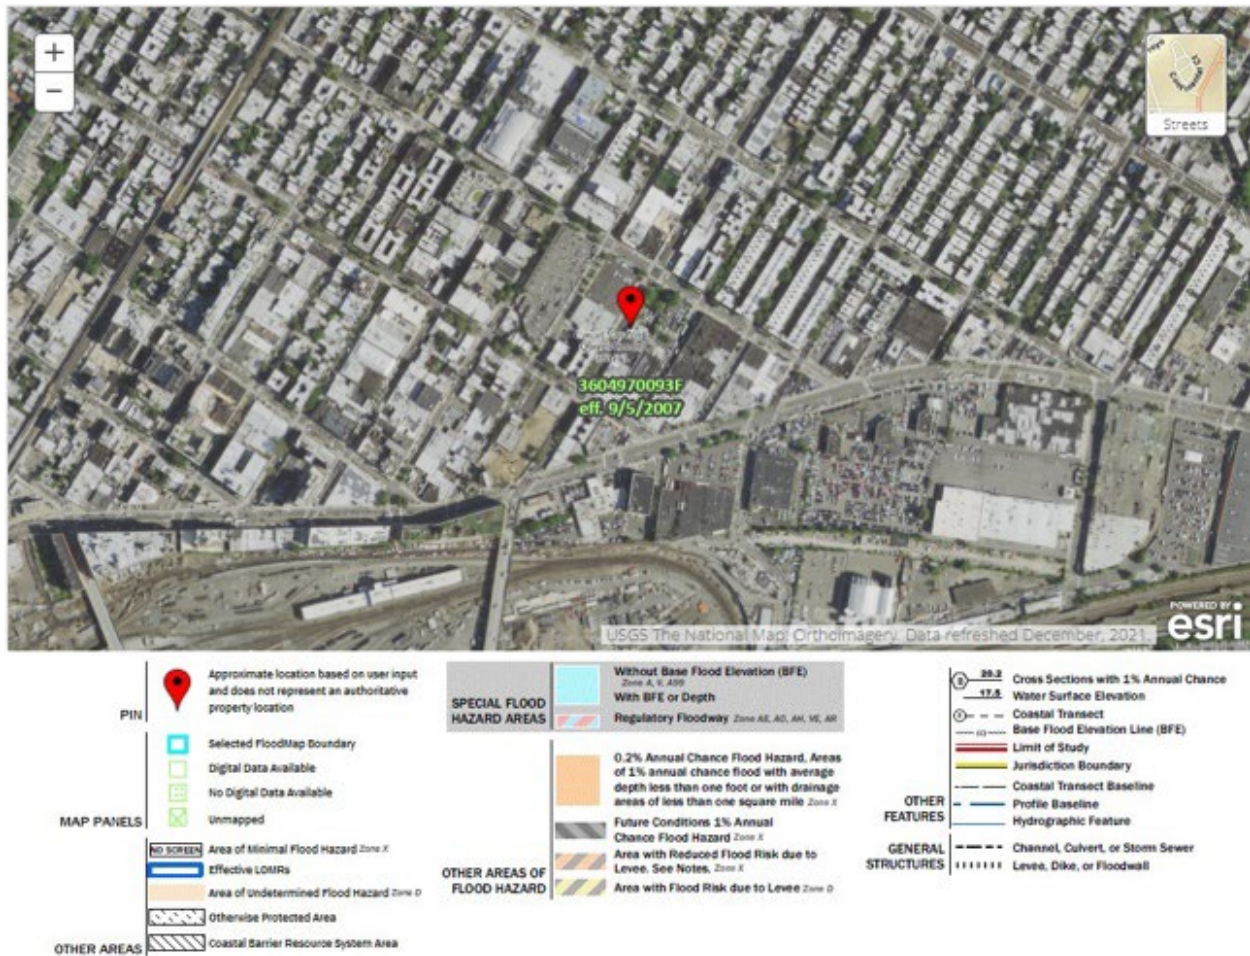 +
−
Streets
3604970093F
eff. 9/5/2007
POWERED BY
esri
USGS The National Map: Orthoimagery. Data refreshed December, 2021.
PIN
Approximate location based on user input
and does not represent an authoritative
property location
MAP PANELS
Selected FloodMap Boundary
Digital Data Available
No Digital Data Available
Unmapped
OTHER AREAS
NO SCREEN Area of Minimal Flood Hazard Zone X
Effective LOMRs
Area of Undetermined Flood Hazard Zone D
Otherwise Protected Area
Coastal Barrier Resource System Area
SPECIAL FLOOD
HAZARD AREAS
Without Base Flood Elevation (BFE)
Zone A, V, A99
With BFE or Depth
Regulatory Floodway Zone AE, AO, AH, VE, AR
OTHER AREAS OF
FLOOD HAZARD
0.2% Annual Chance Flood Hazard, Areas
of 1% annual chance flood with average
depth less than one foot or with drainage
areas of less than one square mile Zone X
Future Conditions 1% Annual
Chance Flood Hazard Zone X
Area with Reduced Flood Risk due to
Levee. See Notes. Zone X
Area with Flood Risk due to Levee Zone D
OTHER
FEATURES
20.2 Cross Sections with 1% Annual Chance
17.5 Water Surface Elevation
Coastal Transect
Base Flood Elevation Line (BFE)
Limit of Study
Jurisdiction Boundary
Coastal Transect Baseline
Profile Baseline
Hydrographic Feature
GENERAL
STRUCTURES
Channel, Culvert, or Storm Sewer
Levee, Dike, or Floodwall